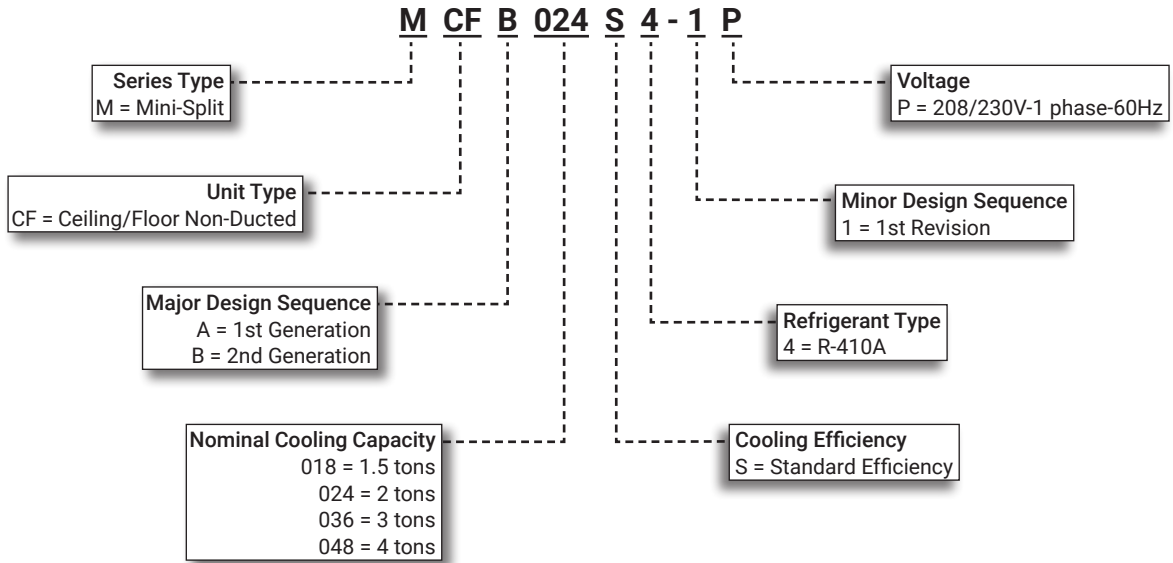 M CF B 024 S 4 - 1 P
Series Type
M = Mini-Split
Voltage
P = 208/230V-1 phase-60Hz
Unit Type
CF = Ceiling/Floor Non-Ducted
Minor Design Sequence
1 = 1st Revision
Major Design Sequence
A = 1st Generation
B = 2nd Generation
Refrigerant Type
4 = R-410A
Nominal Cooling Capacity
018 = 1.5 tons
024 = 2 tons
036 = 3 tons
048 = 4 tons
Cooling Efficiency
S = Standard Efficiency